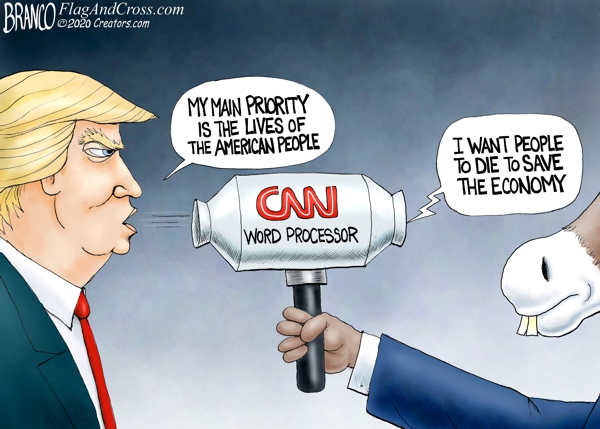 BRANCO FlagAndCross.com
©2020 Creators.com
MY MAIN PRIORITY
IS THE LIVES OF
THE AMERICAN PEOPLE
I WANT PEOPLE
TO DIE TO SAVE
THE ECONOMY
CNN
WORD PROCESSOR